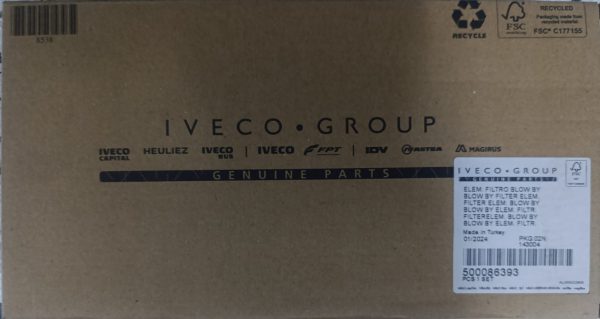 8538
RECYCLE
FSC
RECYCLED
Packaging made from
recycled material
FSC® C177155
IVECO • GROUP
IVECO CAPITAL HEULIEZ IVECO BUS | IVECO FPT | IDV ASTRA MAGIRUS
GENUINE PARTS
IVECO • GROUP
GENUINE PARTS
FSC
ELEM. FILTRO BLOW BY
BLOW BY FILTER ELEM.
FILTER ELEM. BLOW BY
BLOW BY ELEM. FILTR.
FILTERELEM. BLOW BY
BLOW BY ELEM. FILTR.
Made in Turkey
01/2024 PKG:02N
143004
500086393
PCS 1 SET